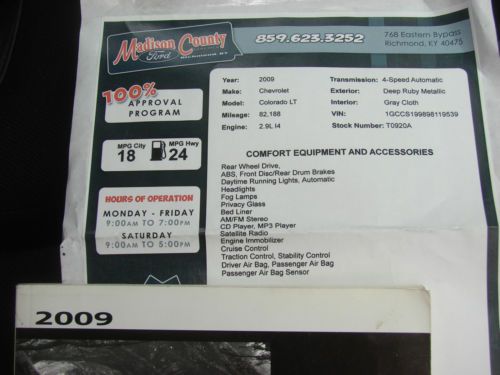 Madison County
Ford
RICHMOND, KY
859.623.3252
768 Eastern Bypass
Richmond, KY 40475
100%
APPROVAL
PROGRAM
MPG City
18
MPG Hwy
24
HOURS OF OPERATION
MONDAY - FRIDAY
9:00AM TO 7:00PM
SATURDAY
9:00AM TO 5:00PM
Year: 2009 Transmission: 4-Speed Automatic
Make: Chevrolet Exterior: Deep Ruby Metallic
Model: Colorado LT Interior: Gray Cloth
Mileage: 82,188 VIN: 1GCCS199898119539
Engine: 2.9L I4 Stock Number: T0920A
COMFORT EQUIPMENT AND ACCESSORIES
Rear Wheel Drive,
ABS, Front Disc/Rear Drum Brakes
Daytime Running Lights, Automatic
Headlights
Fog Lamps
Privacy Glass
Bed Liner
AM/FM Stereo
CD Player, MP3 Player
Satellite Radio
Engine Immobilizer
Cruise Control
Traction Control, Stability Control
Driver Air Bag, Passenger Air Bag
Passenger Air Bag Sensor
2009